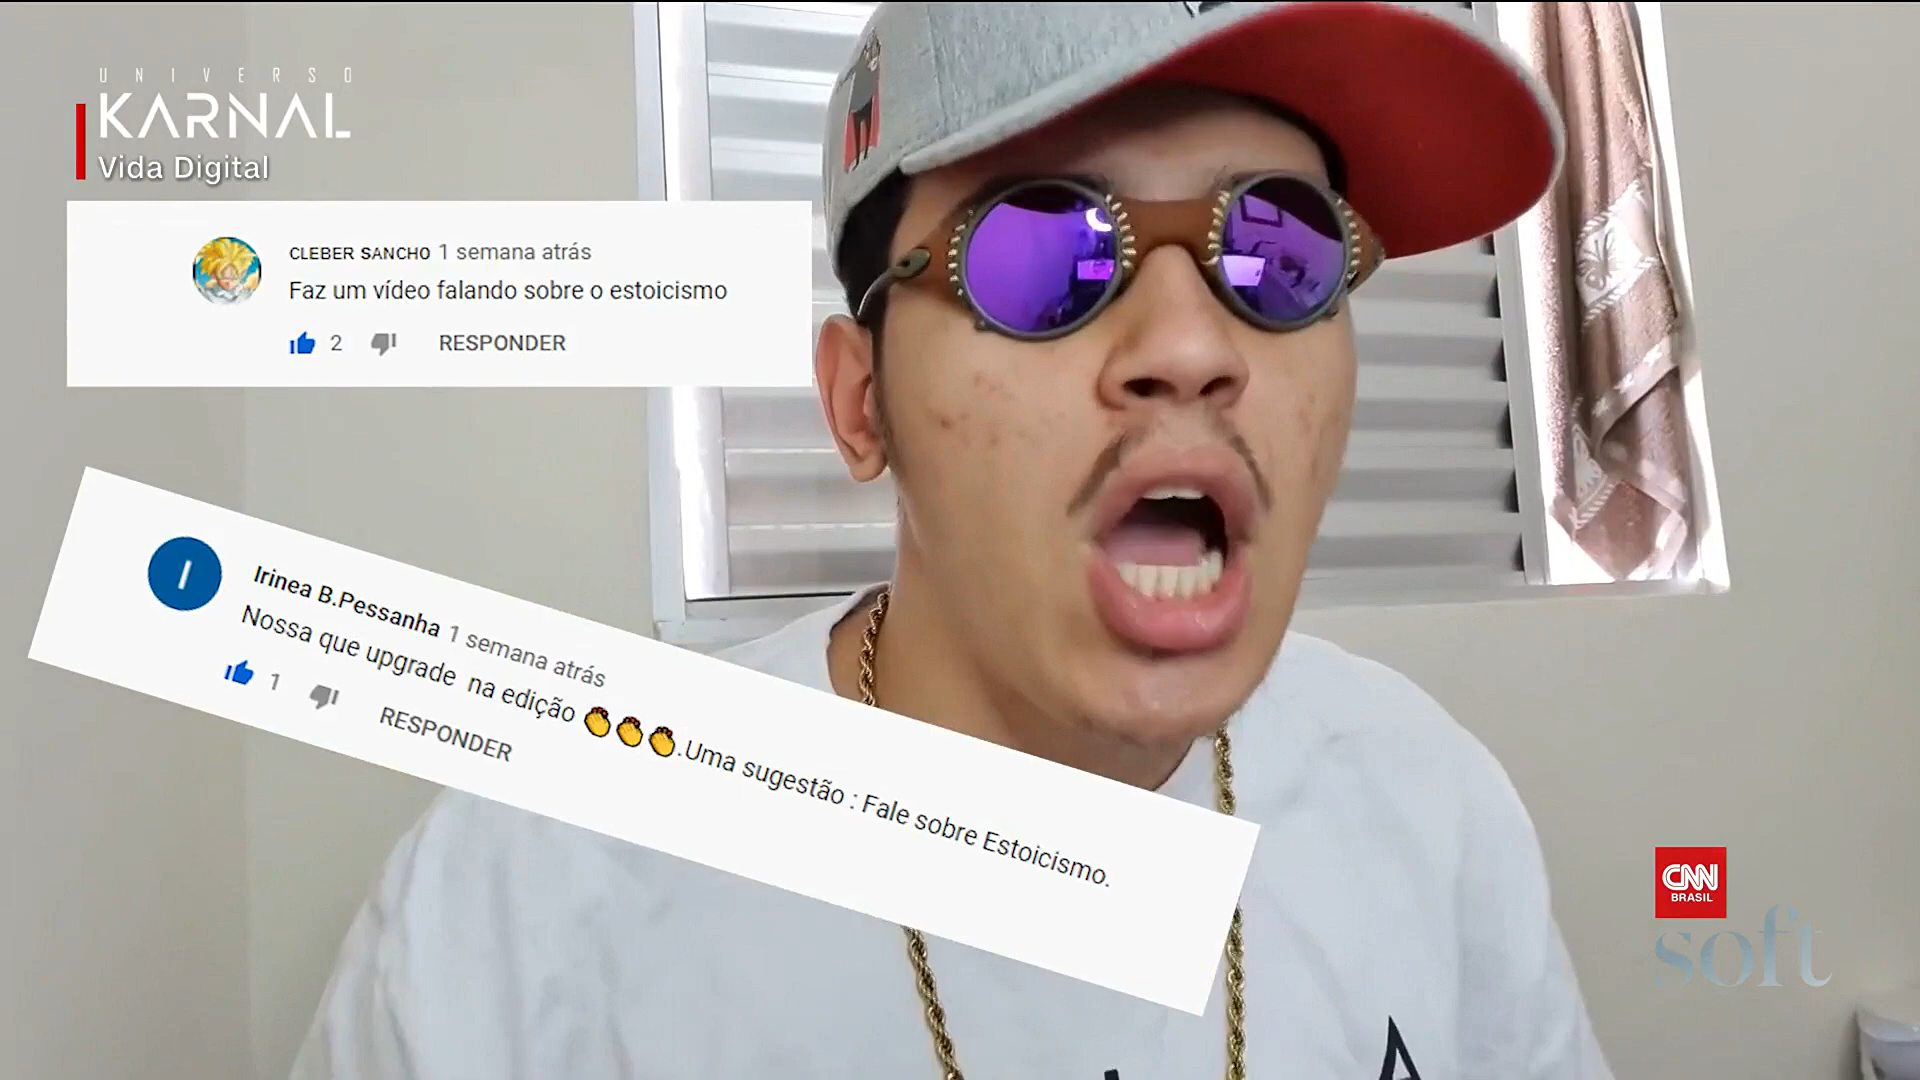 UNIVERSO
KARNAL
Vida Digital
CLEBER SANCHO 1 semana atrás
Faz um vídeo falando sobre o estoicismo
2 RESPONDER
I
Irinea B.Pessanha 1 semana atrás
Nossa que upgrade na edição 👏👏👏.Uma sugestão : Fale sobre Estoicismo.
1 RESPONDER
CNN
BRASIL
soft